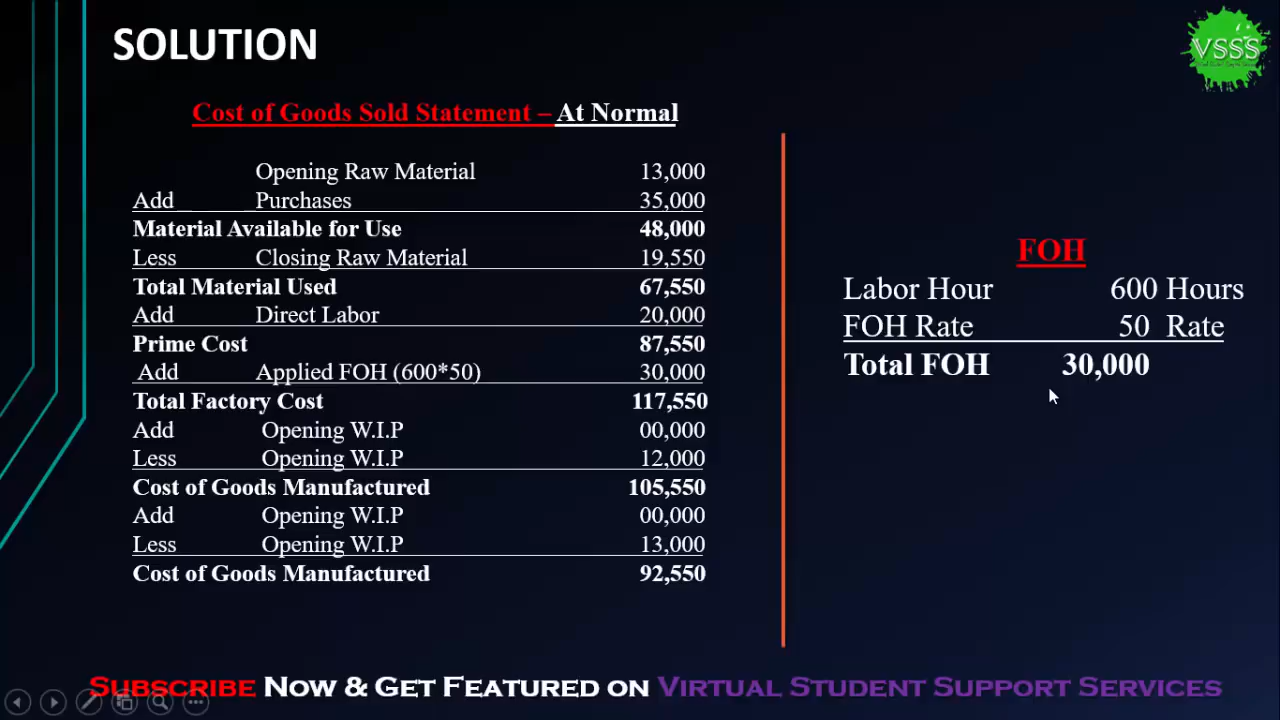 SOLUTION
VSSS
Cost of Goods Sold Statement – At Normal
Opening Raw Material 13,000
Add Purchases 35,000
Material Available for Use 48,000
Less Closing Raw Material 19,550
Total Material Used 67,550
Add Direct Labor 20,000
Prime Cost 87,550
Add Applied FOH (600*50) 30,000
Total Factory Cost 117,550
Add Opening W.I.P 00,000
Less Opening W.I.P 12,000
Cost of Goods Manufactured 105,550
Add Opening W.I.P 00,000
Less Opening W.I.P 13,000
Cost of Goods Manufactured 92,550
FOH
Labor Hour 600 Hours
FOH Rate 50 Rate
Total FOH 30,000
SUBSCRIBE NOW & GET FEATURED ON VIRTUAL STUDENT SUPPORT SERVICES